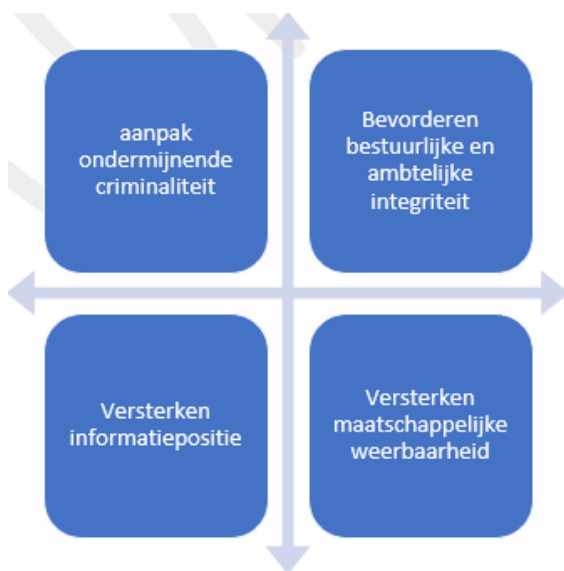 aanpak
ondermijnende
criminaliteit
Bevorderen
bestuurlijke en
ambtelijke
integriteit
Versterken
informatiepositie
Versterken
maatschappelijke
weerbaarheid